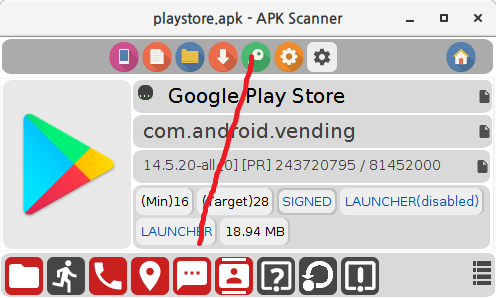 playstore.apk - APK Scanner
Google Play Store
com.android.vending
14.5.20-all [0] [PR] 243720795 / 81452000
(Min)16 (Target)28 SIGNED LAUNCHER(disabled)
LAUNCHER 18.94 MB